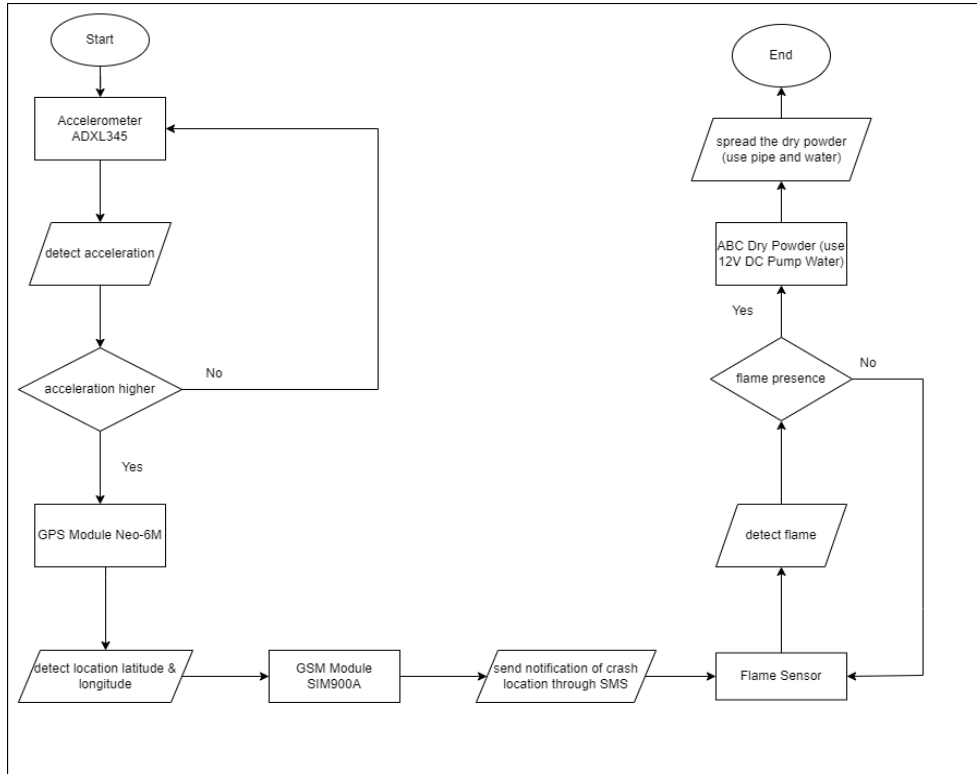 Start
Accelerometer
ADXL345
detect acceleration
acceleration higher
No
Yes
GPS Module Neo-6M
detect location latitude &
longitude
GSM Module
SIM900A
send notification of crash
location through SMS
Flame Sensor
detect flame
flame presence
No
Yes
ABC Dry Powder (use
12V DC Pump Water)
spread the dry powder
(use pipe and water)
End